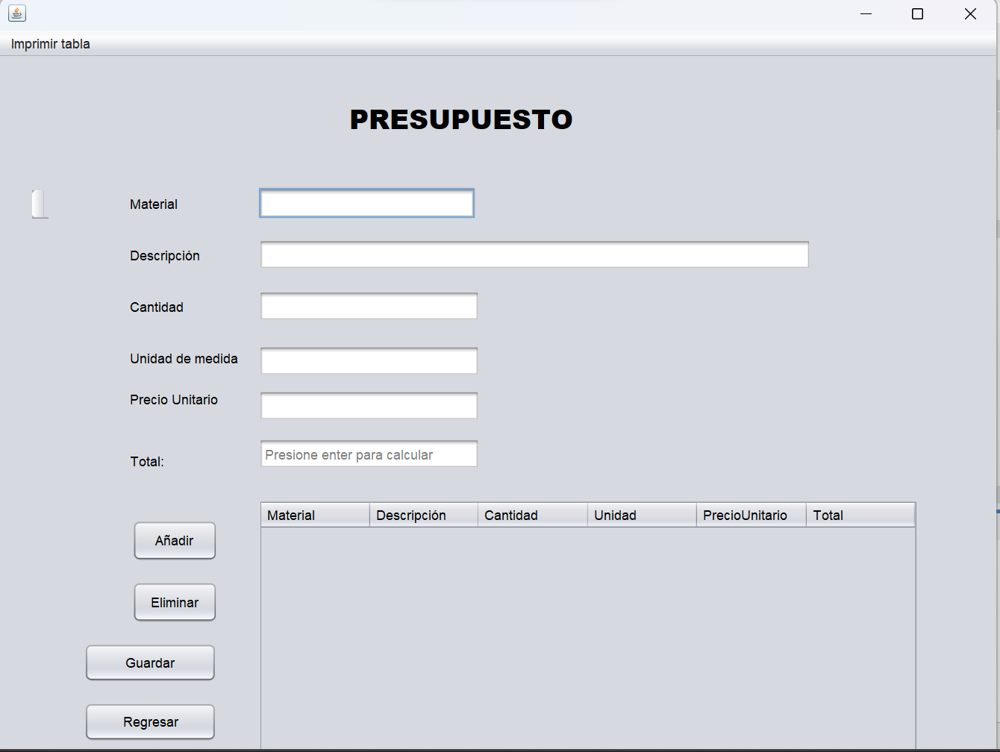 Imprimir tabla
PRESUPUESTO
Material
Descripción
Cantidad
Unidad de medida
Precio Unitario
Total: Presione enter para calcular
Material Descripción Cantidad Unidad PrecioUnitario Total
Añadir
Eliminar
Guardar
Regresar